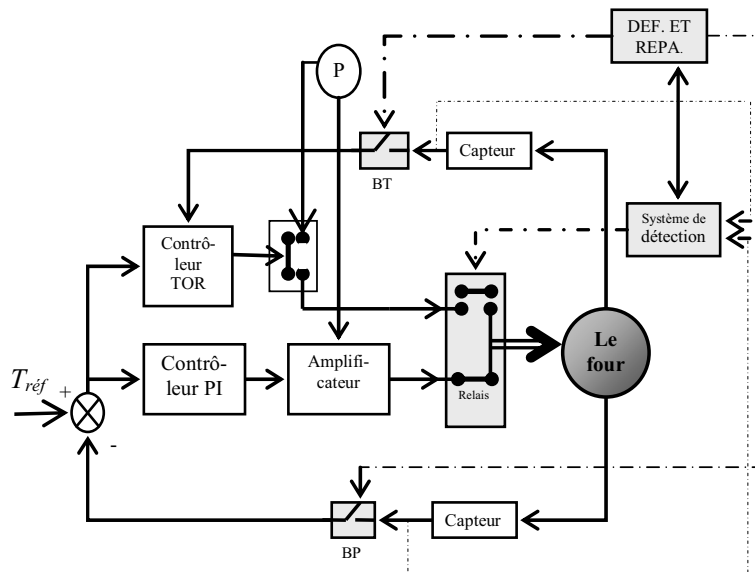 DEF. ET
REPA.
P
Capteur
BT
Système de
détection
Contrô-
leur
TOR
Le
four
Contrô-
leur PI
Amplifi-
cateur
Relais
Tréf
+
-
Capteur
BP